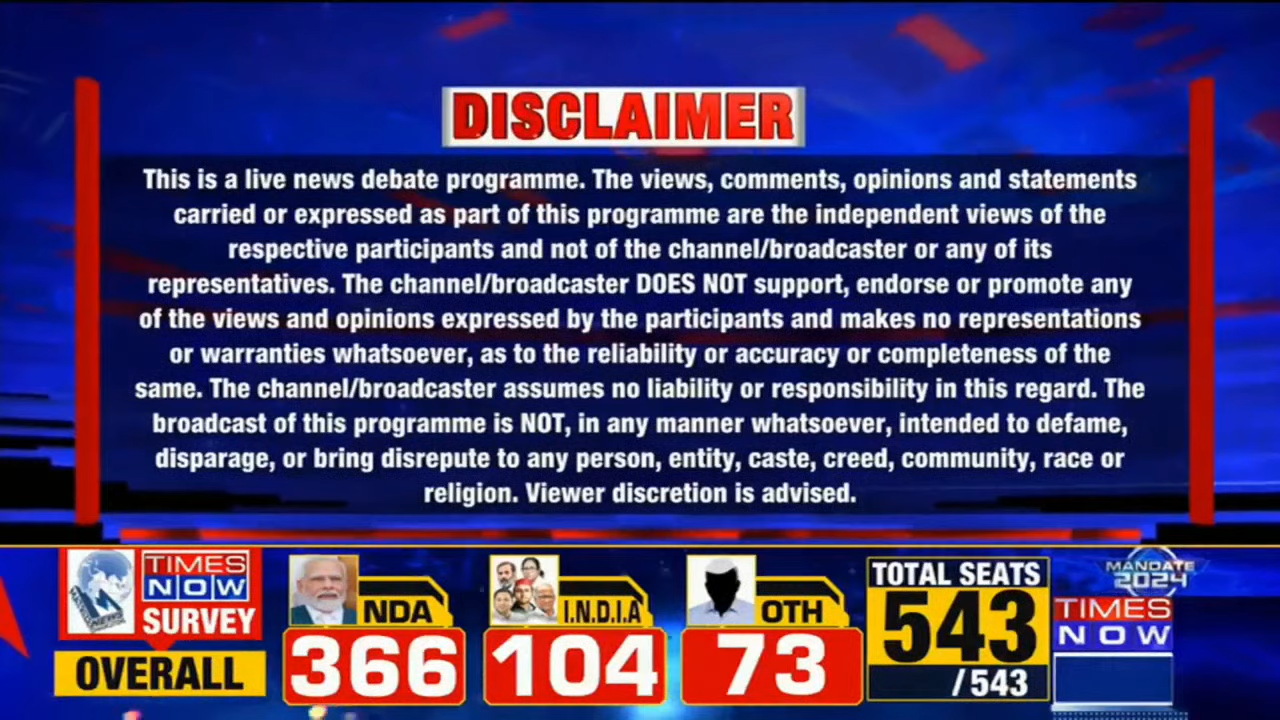 DISCLAIMER
This is a live news debate programme. The views, comments, opinions and statements
carried or expressed as part of this programme are the independent views of the
respective participants and not of the channel/broadcaster or any of its
representatives. The channel/broadcaster DOES NOT support, endorse or promote any
of the views and opinions expressed by the participants and makes no representations
or warranties whatsoever, as to the reliability or accuracy or completeness of the
same. The channel/broadcaster assumes no liability or responsibility in this regard. The
broadcast of this programme is NOT, in any manner whatsoever, intended to defame,
disparage, or bring disrepute to any person, entity, caste, creed, community, race or
religion. Viewer discretion is advised.
TIMES
NOW
SURVEY
OVERALL
NDA
366
I.N.D.I.A
104
OTH
73
TOTAL SEATS
543
/543
MANDATE
2024
TIMES
NOW